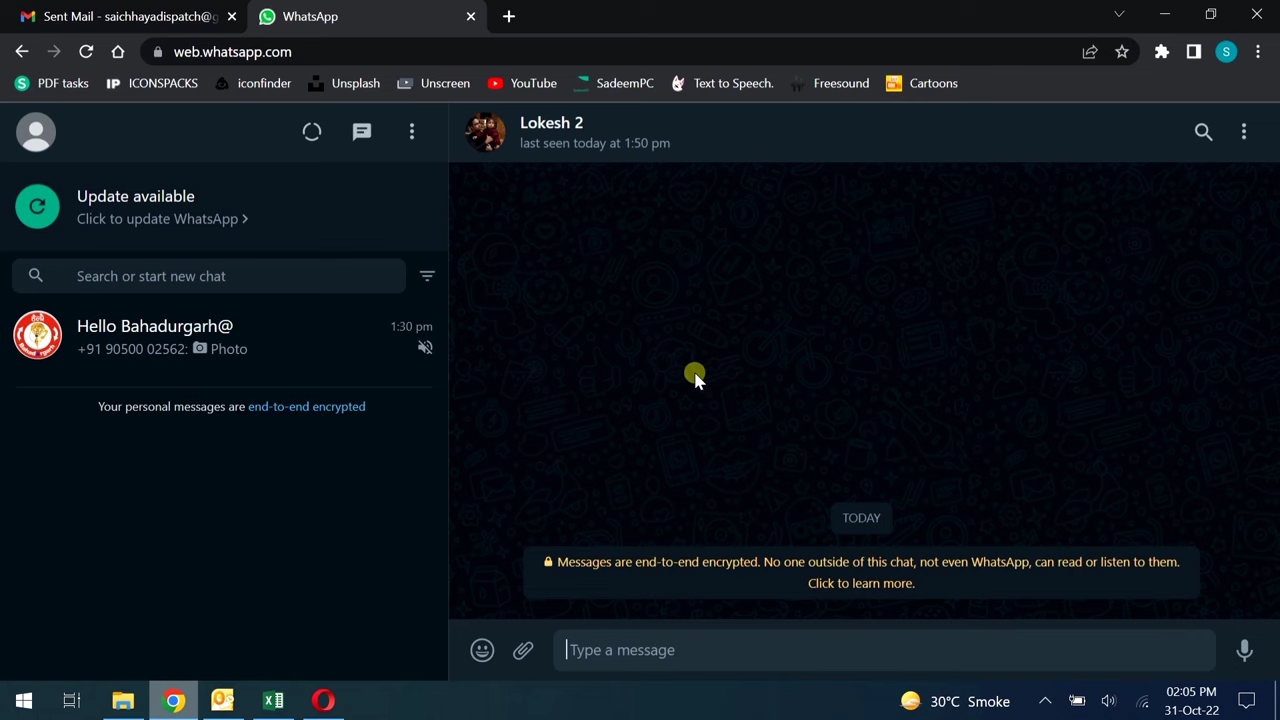 Sent Mail - saichhayadispatch@g
WhatsApp
web.whatsapp.com
S
PDF tasks
IP ICONSPACKS
iconfinder
Unsplash
Unscreen
YouTube
SadeemPC
Text to Speech.
Freesound
Cartoons
Lokesh 2
last seen today at 1:50 pm
Update available
Click to update WhatsApp >
Search or start new chat
Hello Bahadurgarh@
1:30 pm
+91 90500 02562: Photo
Your personal messages are end-to-end encrypted
TODAY
Messages are end-to-end encrypted. No one outside of this chat, not even WhatsApp, can read or listen to them.
Click to learn more.
Type a message
30°C Smoke
02:05 PM
31-Oct-22